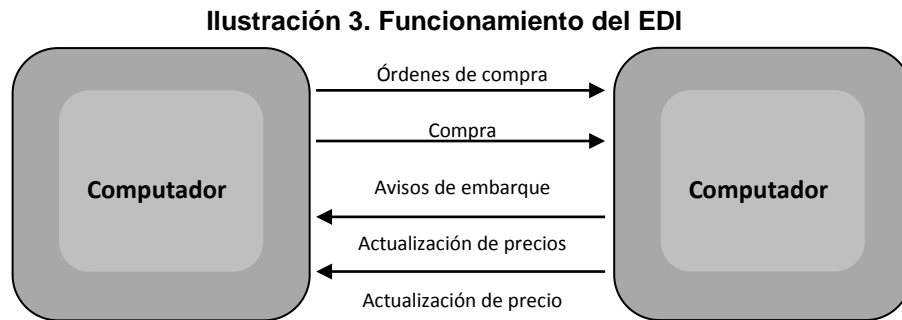 Ilustración 3. Funcionamiento del EDI
Órdenes de compra
Compra
Computador
Avisos de embarque
Computador
Actualización de precios
Actualización de precio